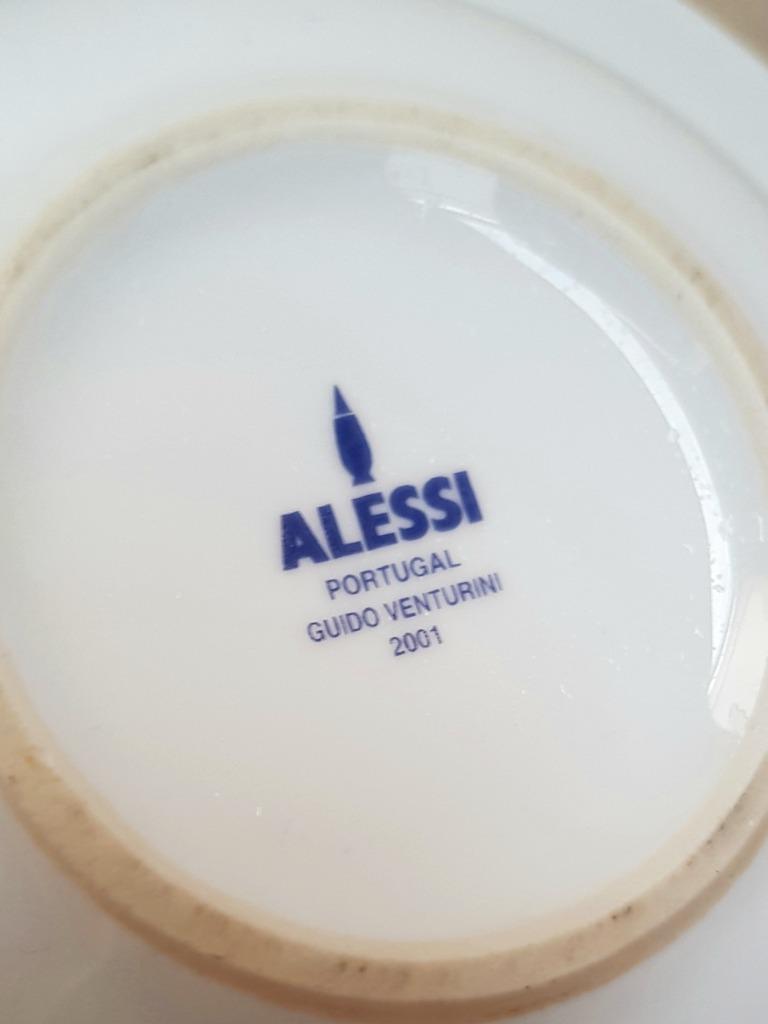 ALESSI
PORTUGAL
GUIDO VENTURINI
2001